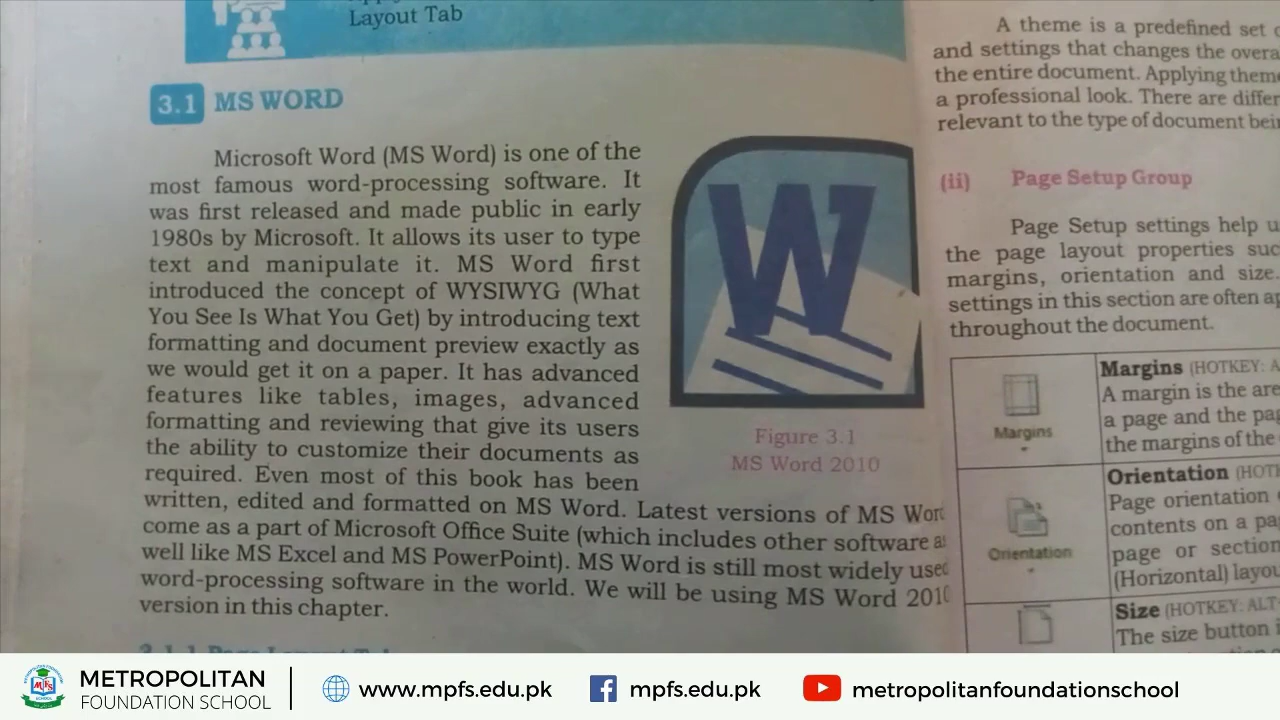 Layout Tab
3.1 MS WORD
Microsoft Word (MS Word) is one of the
most famous word-processing software. It
was first released and made public in early
1980s by Microsoft. It allows its user to type
text and manipulate it. MS Word first
introduced the concept of WYSIWYG (What
You See Is What You Get) by introducing text
formatting and document preview exactly as
we would get it on a paper. It has advanced
features like tables, images, advanced
formatting and reviewing that give its users
the ability to customize their documents as
required. Even most of this book has been
written, edited and formatted on MS Word. Latest versions of MS Word
come as a part of Microsoft Office Suite (which includes other software as
well like MS Excel and MS PowerPoint). MS Word is still most widely used
word-processing software in the world. We will be using MS Word 2010
version in this chapter.
W
Figure 3.1
MS Word 2010
A theme is a predefined set
and settings that changes the
the entire document. Applying
a professional look. There are
relevant to the type of document
(ii) Page Setup Group
Page Setup settings help
the page layout properties
margins, orientation and size.
settings in this section are often
throughout the document.
Margins
Margins (HOTKEY:
A margin is the
a page and the
the margins of the
Orientation
Orientation
Page orientation
contents on a
page or section
(Horizontal)
Size (HOTKEY: ALT
The size button
METROPOLITAN
FOUNDATION SCHOOL
www.mpfs.edu.pk
mpfs.edu.pk
metropolitanfoundationschool